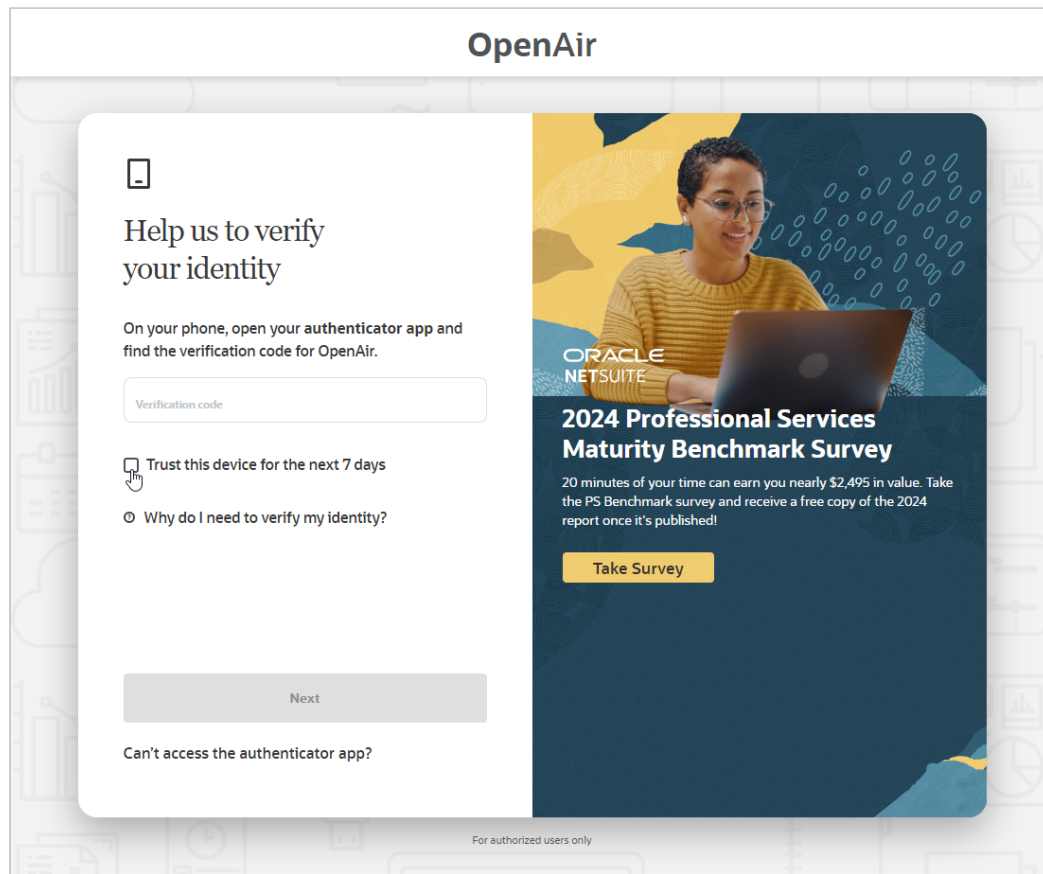 OpenAir
Help us to verify
your identity
On your phone, open your authenticator app and
find the verification code for OpenAir.
Verification code
Trust this device for the next 7 days
Why do I need to verify my identity?
Next
Can't access the authenticator app?
ORACLE
NETSUITE
2024 Professional Services
Maturity Benchmark Survey
20 minutes of your time can earn you nearly $2,495 in value. Take
the PS Benchmark survey and receive a free copy of the 2024
report once it's published!
Take Survey
For authorized users only